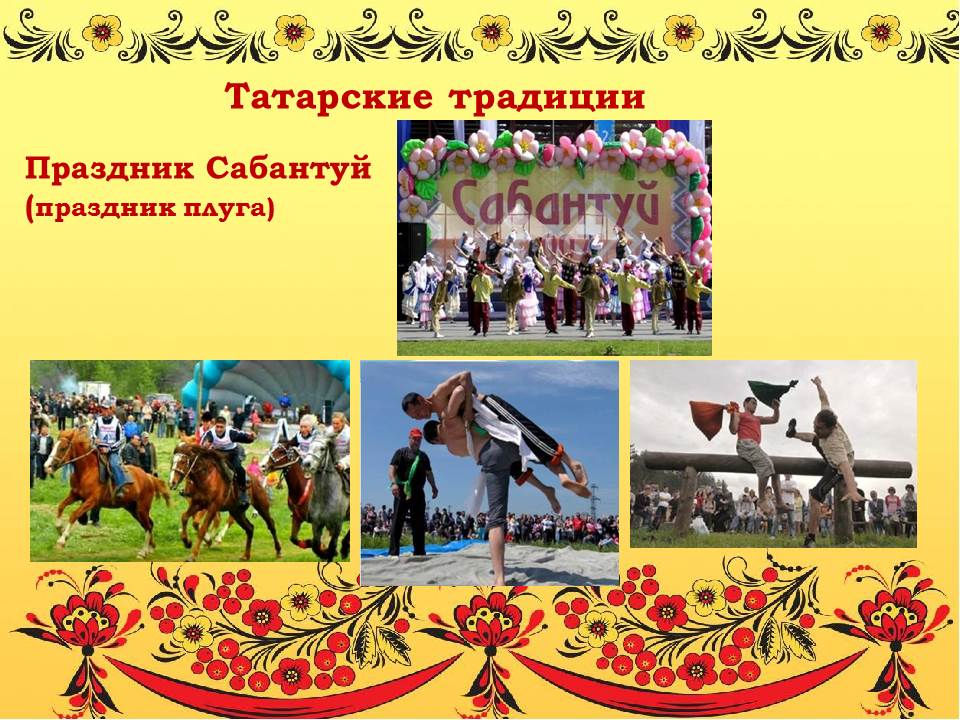 Татарские традиции
Праздник Сабантуй
(праздник плуга)
Сабантуй